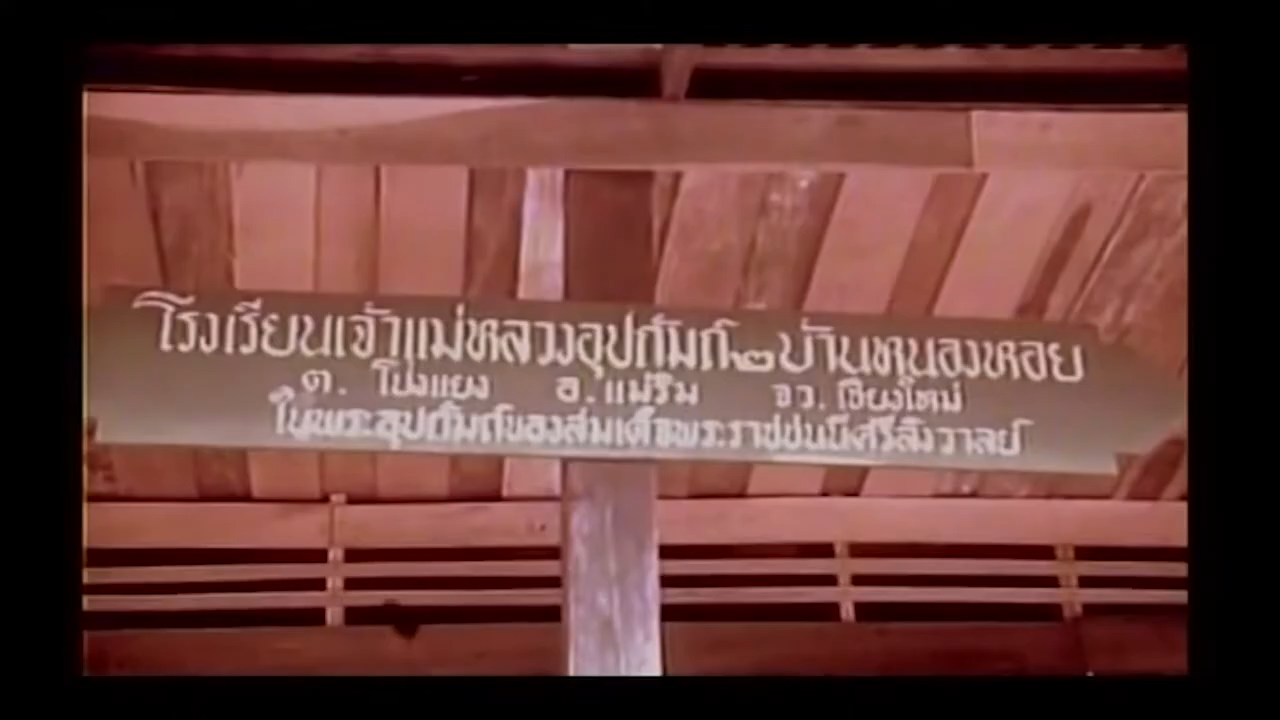 โรงเรียนเจ้าแม่หลวงอุปถัมภ์๒บ้านหนองหอย
ต. โป่งแยง อ.แม่ริม จว.เชียงใหม่
ในพระอุปถัมภ์ของสมเด็จพระราชชนนีศรีสังวาลย์